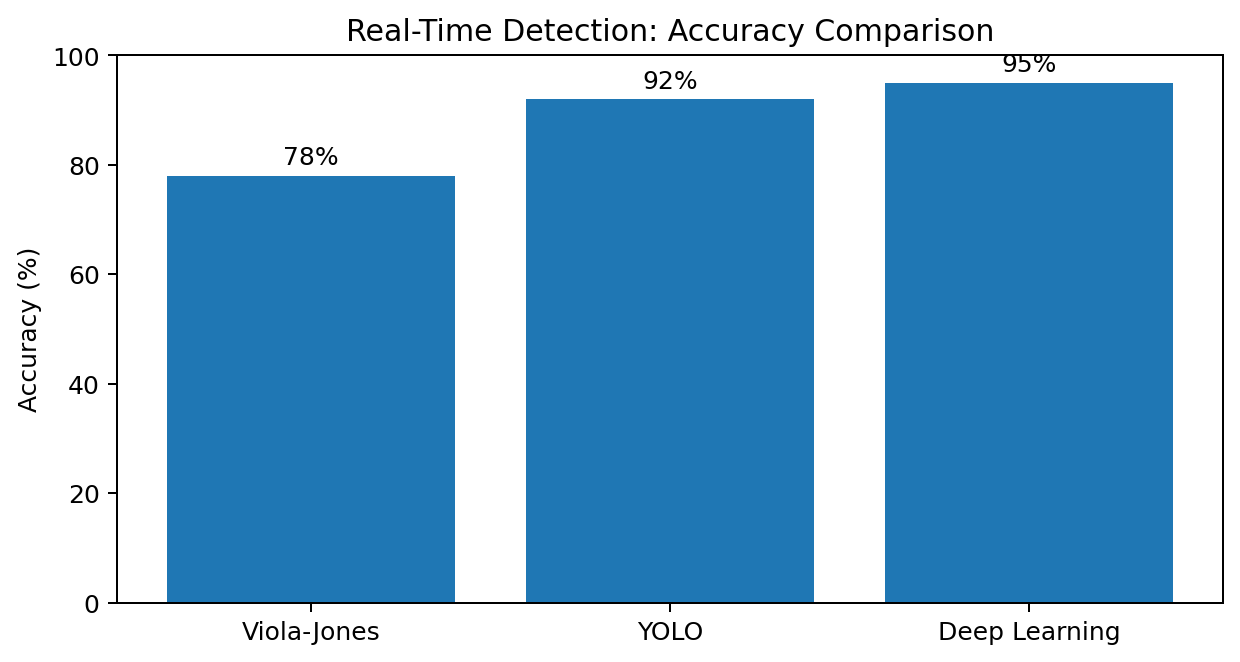 Real-Time Detection: Accuracy Comparison
100
80
60
40
20
0
Accuracy (%)
78%
92%
95%
Viola-Jones
YOLO
Deep Learning